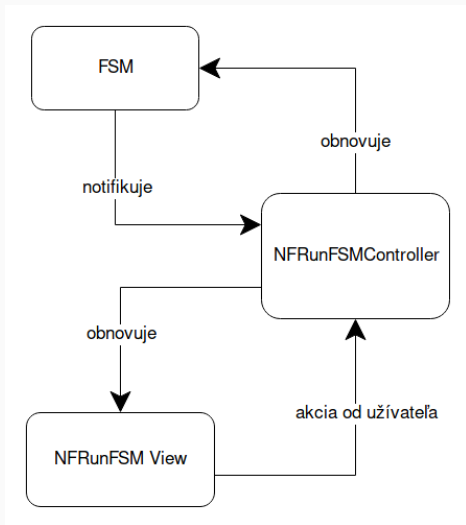 FSM
obnovuje
notifikuje
NFRunFSMController
obnovuje
akcia od užívateľa
NFRunFSM View